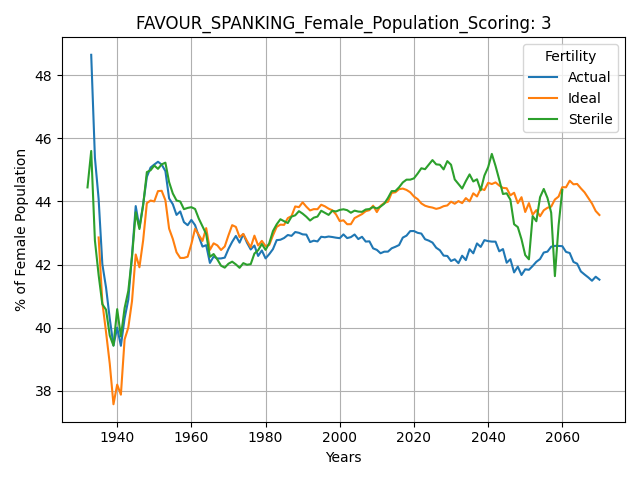 FAVOUR_SPANKING_Female_Population_Scoring: 3
Fertility
Actual
Ideal
Sterile
% of Female Population
48
46
44
42
40
38
1940 1960 1980 2000 2020 2040 2060
Years